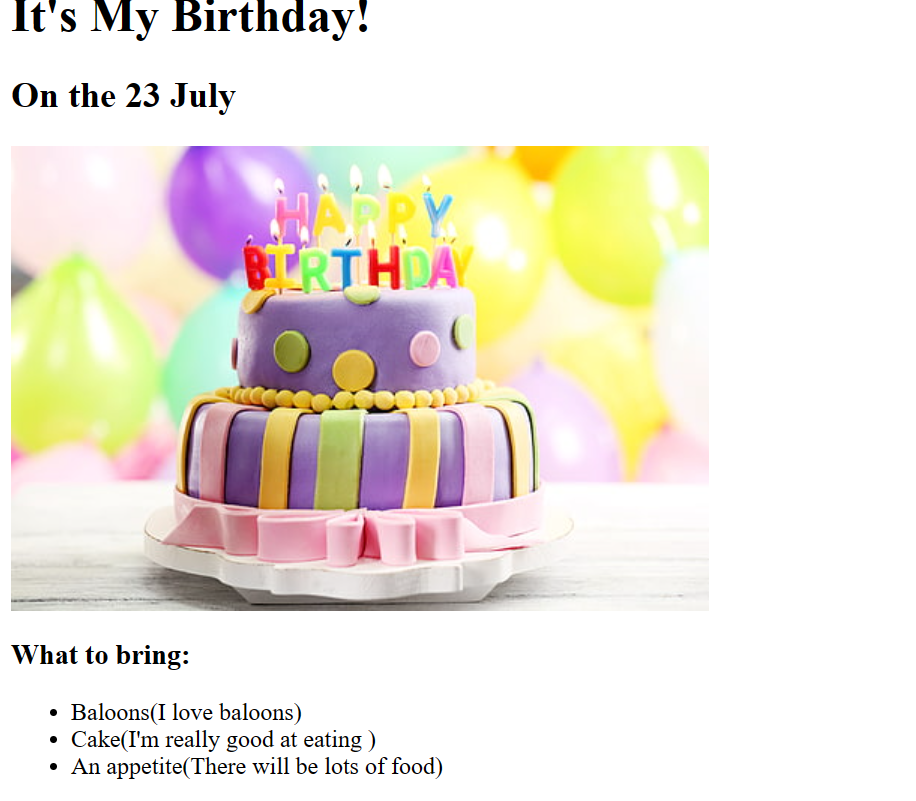 It's My Birthday!
On the 23 July
HAPPY
BIRTHDAY
What to bring:
Baloons(I love baloons)
Cake(I'm really good at eating )
An appetite(There will be lots of food)